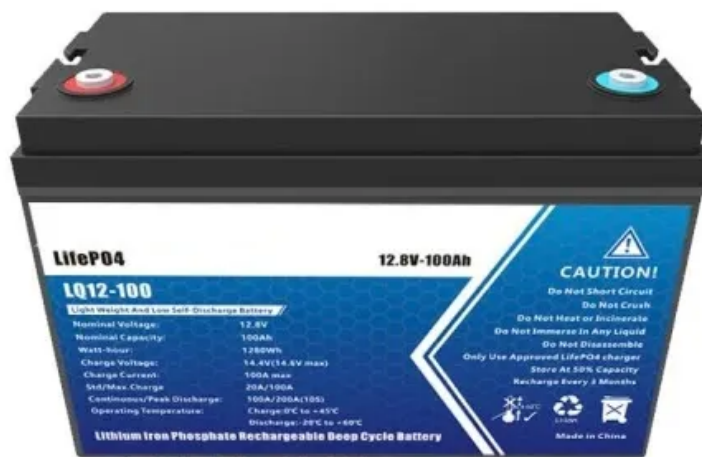 LifePO4 12.8V-100Ah
LQ12-100
Light Weight And Low Self-Discharge Battery
Nominal Voltage: 12.8V
Nominal Capacity: 100Ah
Watt-hour: 1280Wh
Charge Voltage: 14.4V(14.6V max)
Charge Current: 100A max
Std/Max.Charge 20A/100A
Continuous/Peak Discharge: 100A/200A(10S)
Operating Temperature: Charge:0℃ to +45℃
Discharge:-20℃ to +60℃
Lithium Iron Phosphate Rechargeable Deep Cycle Battery
CAUTION!
Do Not Short Circuit
Do Not Crush
Do Not Heat or Incinerate
Do Not Immerse In Any Liquid
Do Not Disassemble
Only Use Approved LifePO4 charger
Store At 50% Capacity
Recharge Every 3 Months
Made in China